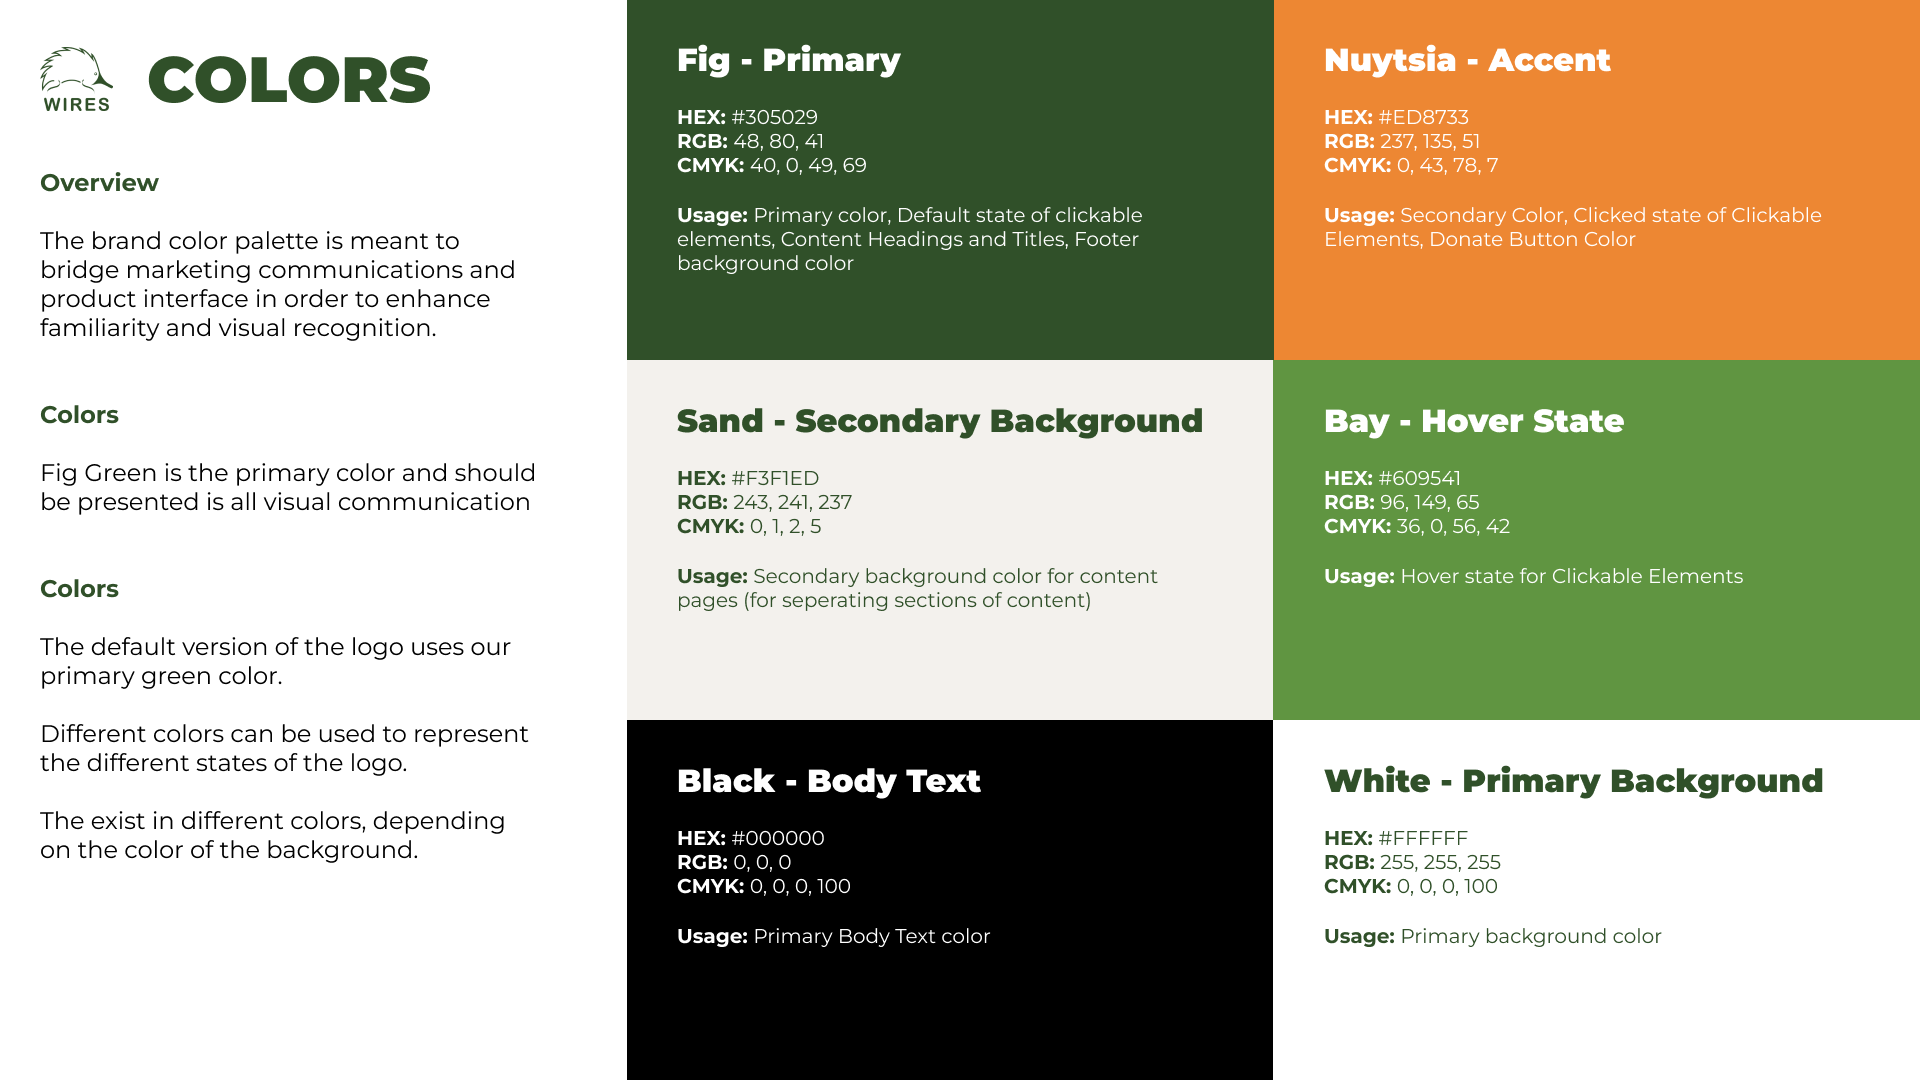 WIRES
COLORS
Overview
The brand color palette is meant to
bridge marketing communications and
product interface in order to enhance
familiarity and visual recognition.
Colors
Fig Green is the primary color and should
be presented is all visual communication
Colors
The default version of the logo uses our
primary green color.
Different colors can be used to represent
the different states of the logo.
The exist in different colors, depending
on the color of the background.
Fig - Primary
HEX: #305029
RGB: 48, 80, 41
CMYK: 40, 0, 49, 69
Usage: Primary color, Default state of clickable
elements, Content Headings and Titles, Footer
background color
Nuytsia - Accent
HEX: #ED8733
RGB: 237, 135, 51
CMYK: 0, 43, 78, 7
Usage: Secondary Color, Clicked state of Clickable
Elements, Donate Button Color
Sand - Secondary Background
HEX: #F3F1ED
RGB: 243, 241, 237
CMYK: 0, 1, 2, 5
Usage: Secondary background color for content
pages (for seperating sections of content)
Bay - Hover State
HEX: #609541
RGB: 96, 149, 65
CMYK: 36, 0, 56, 42
Usage: Hover state for Clickable Elements
Black - Body Text
HEX: #000000
RGB: 0, 0, 0
CMYK: 0, 0, 0, 100
Usage: Primary Body Text color
White - Primary Background
HEX: #FFFFFF
RGB: 255, 255, 255
CMYK: 0, 0, 0, 100
Usage: Primary background color